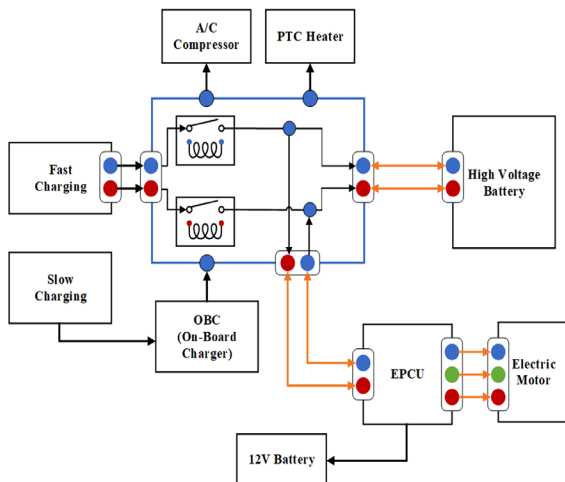 A/C
Compressor
PTC Heater
Fast
Charging
High Voltage
Battery
Slow
Charging
OBC
(On-Board
Charger)
EPCU
Electric
Motor
12V Battery